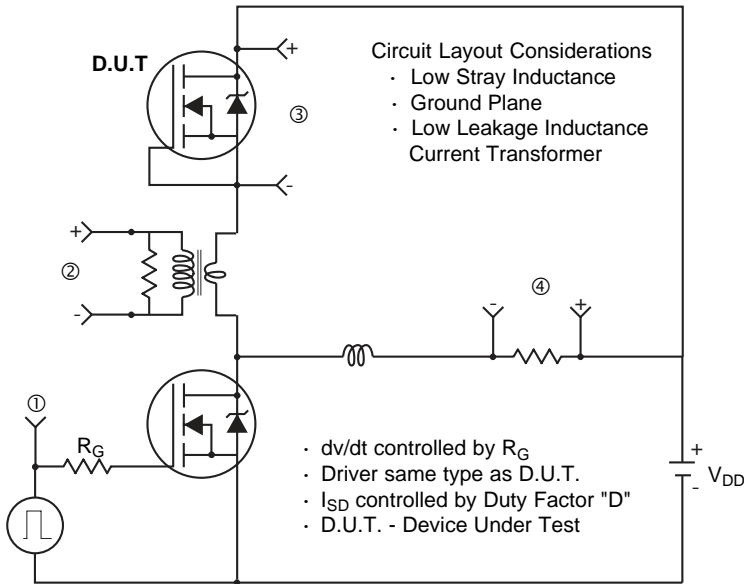 D.U.T
+
Circuit Layout Considerations
· Low Stray Inductance
· Ground Plane
· Low Leakage Inductance
Current Transformer
③
-
+
②
-
④
- +
①
R_G
· dv/dt controlled by R_G
· Driver same type as D.U.T.
· I_SD controlled by Duty Factor "D"
· D.U.T. - Device Under Test
+
V_DD
-